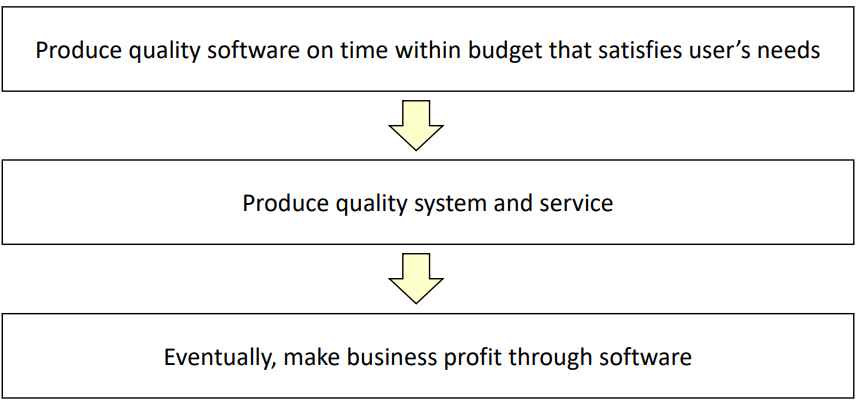 Produce quality software on time within budget that satisfies user’s needs
Produce quality system and service
Eventually, make business profit through software